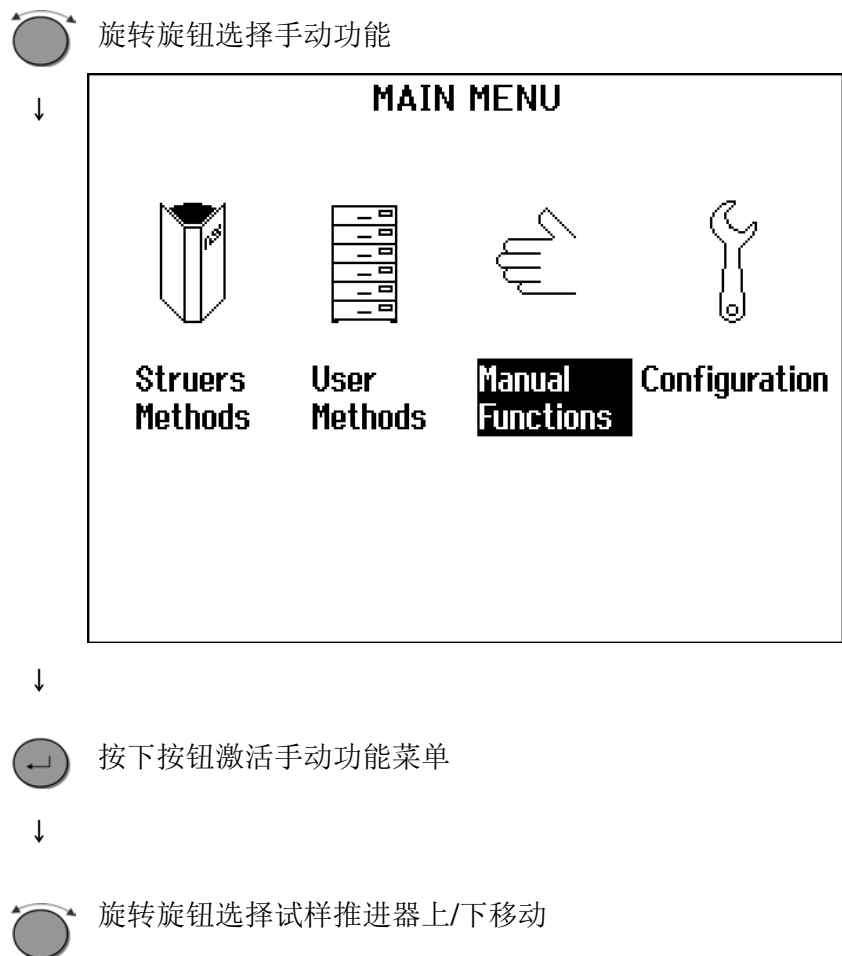 旋转旋钮选择手动功能
↓
MAIN MENU
Struers Methods
User Methods
Manual Functions
Configuration
↓
按下按钮激活手动功能菜单
↓
旋转旋钮选择试样推进器上/下移动